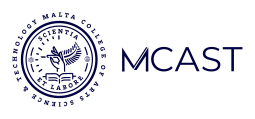 MALTA COLLEGE OF ARTS SCIENCE & TECHNOLOGY
SCIENTIA
ET LABORE
MCAST